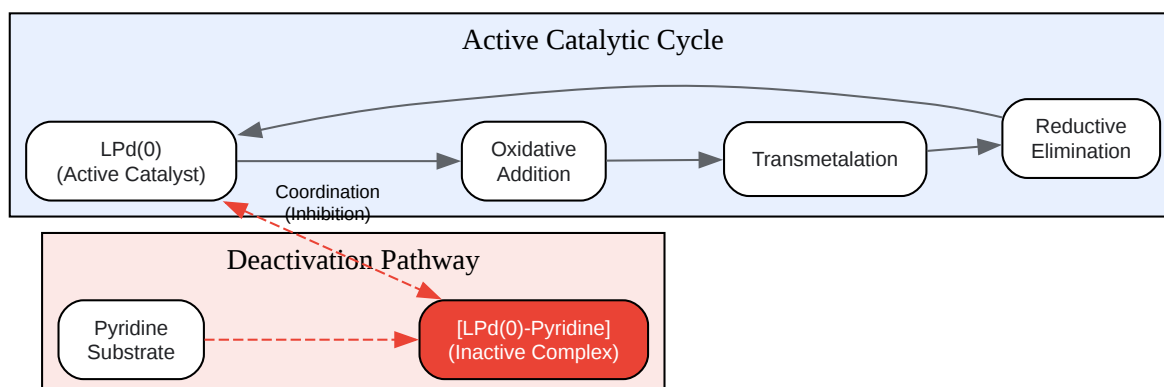 Active Catalytic Cycle
LPd(0)
(Active Catalyst)
Oxidative
Addition
Transmetalation
Reductive
Elimination
Coordination
(Inhibition)
Deactivation Pathway
Pyridine
Substrate
[LPd(0)-Pyridine]
(Inactive Complex)